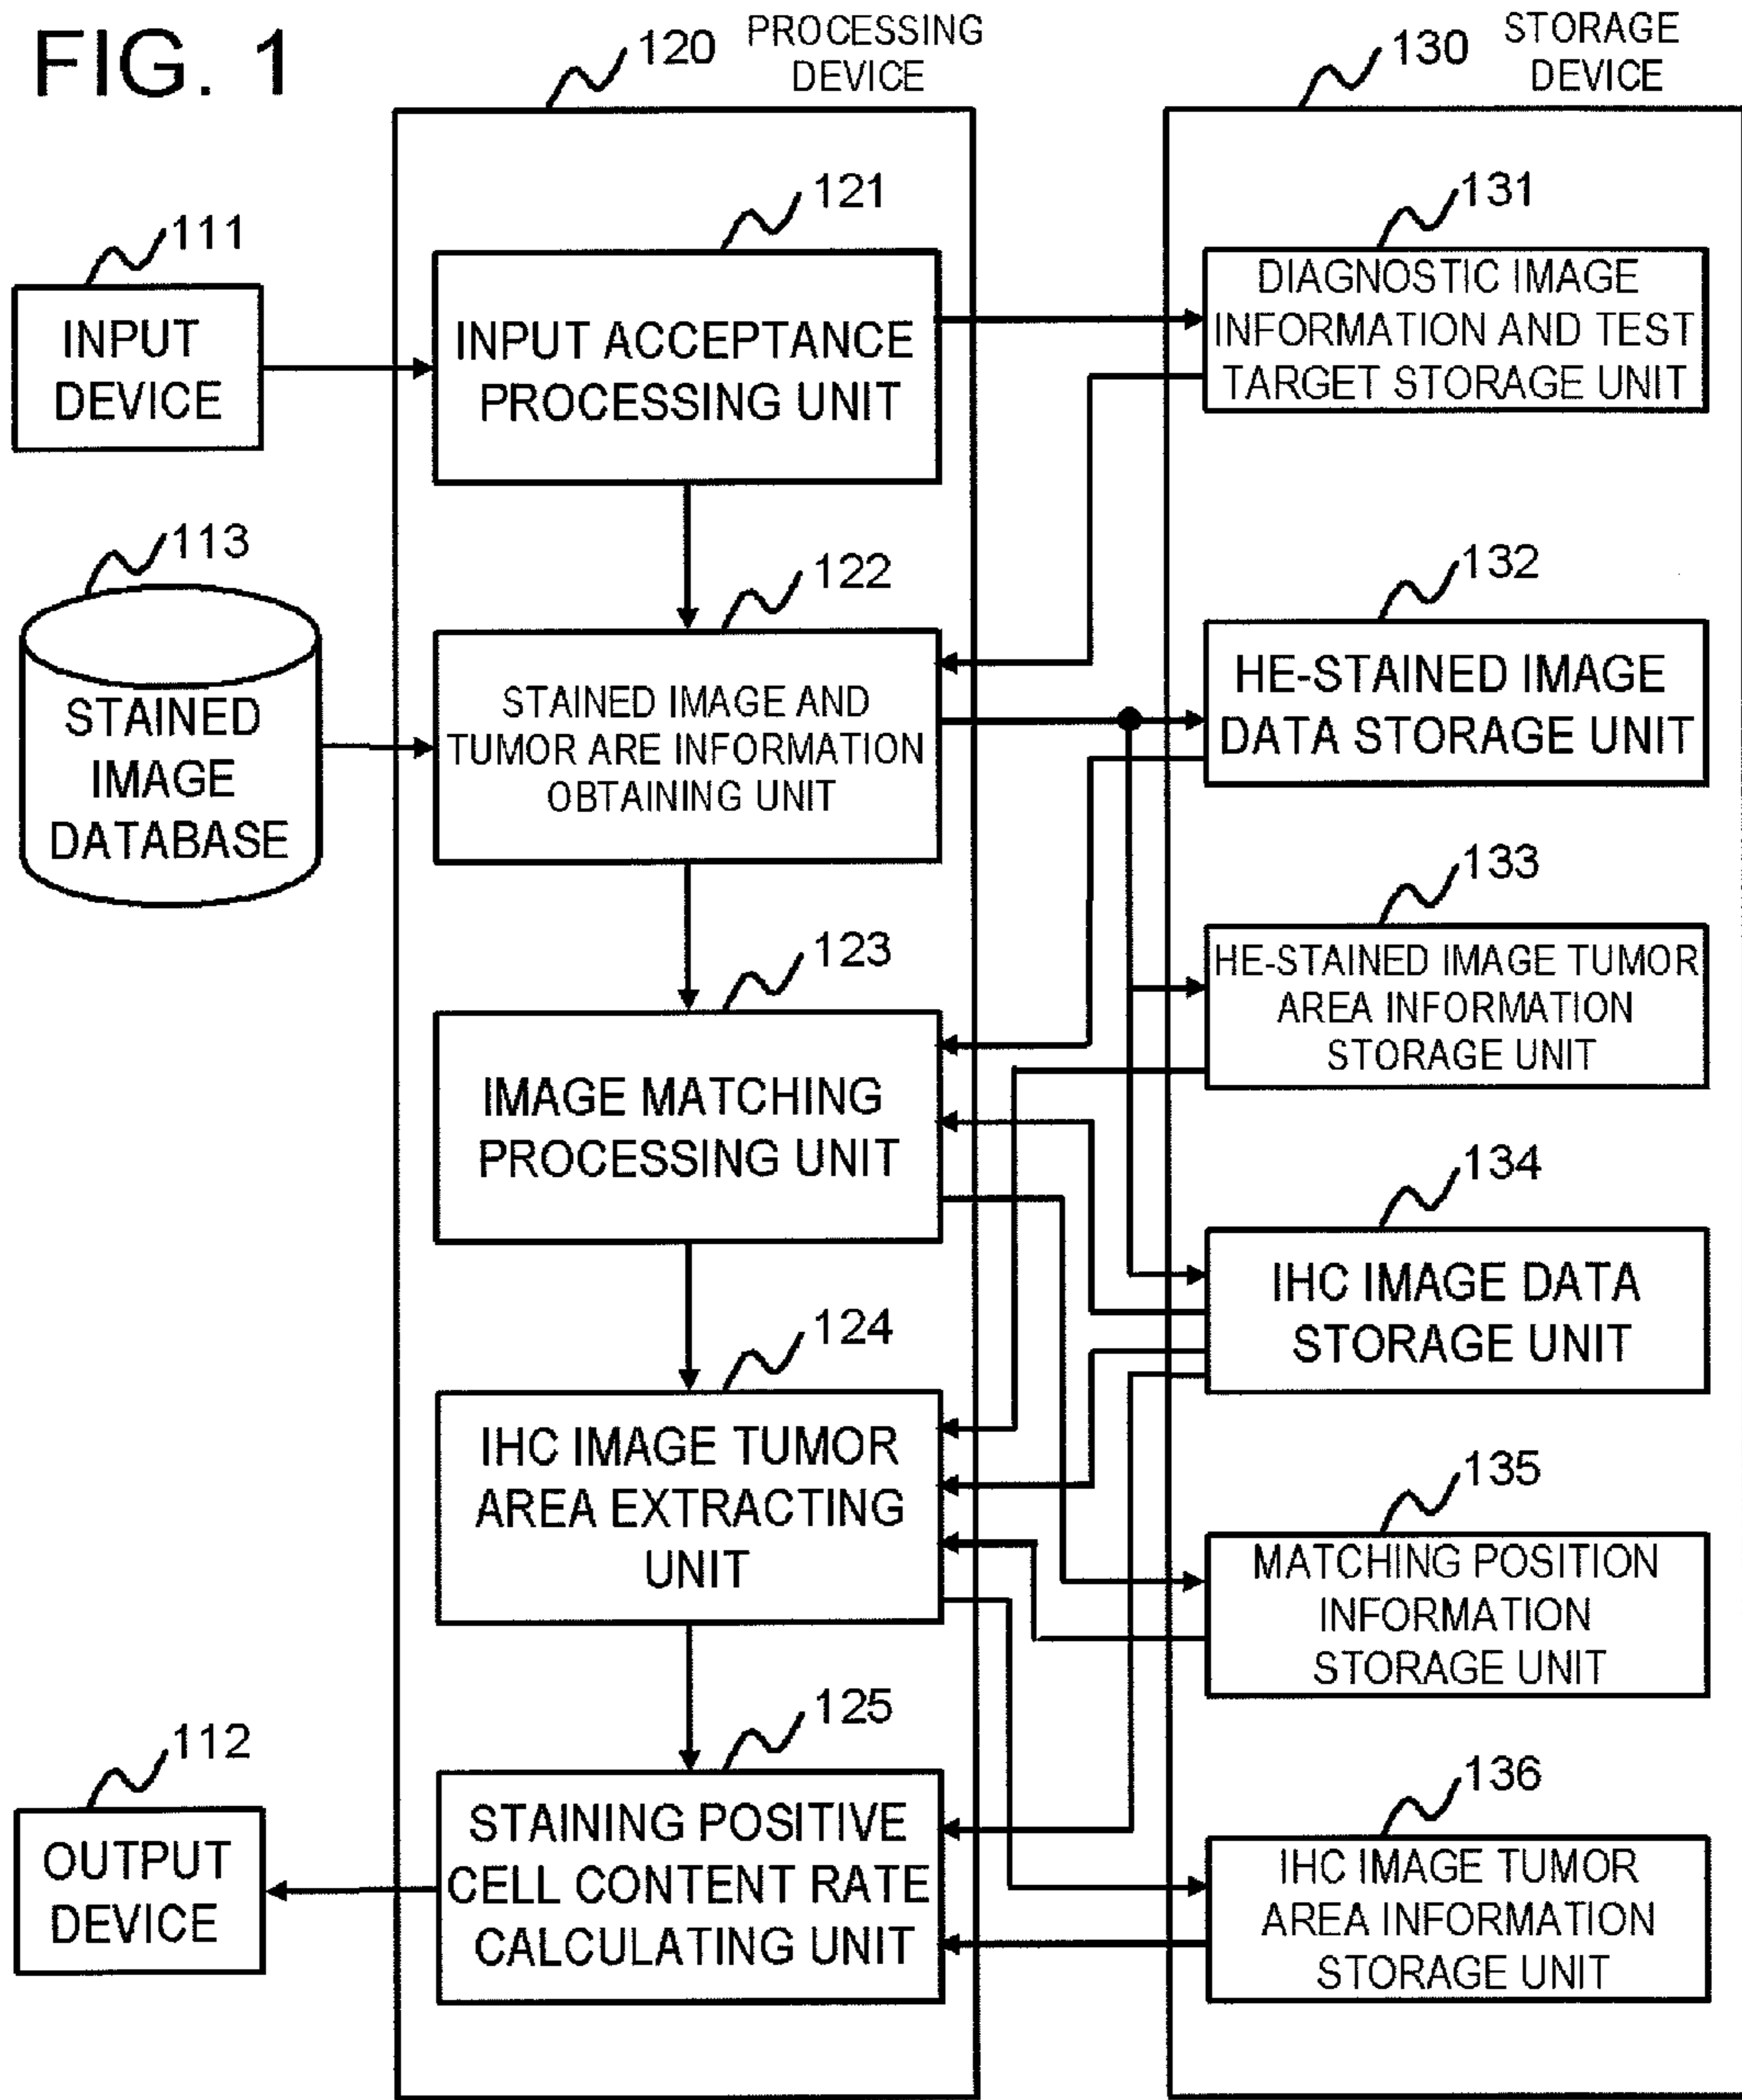 FIG. 1
120
PROCESSING
DEVICE
130
STORAGE
DEVICE
111
INPUT
DEVICE
121
INPUT ACCEPTANCE
PROCESSING UNIT
131
DIAGNOSTIC IMAGE
INFORMATION AND TEST
TARGET STORAGE UNIT
113
STAINED
IMAGE
DATABASE
122
STAINED IMAGE AND
TUMOR ARE INFORMATION
OBTAINING UNIT
132
HE-STAINED IMAGE
DATA STORAGE UNIT
133
HE-STAINED IMAGE TUMOR
AREA INFORMATION
STORAGE UNIT
123
IMAGE MATCHING
PROCESSING UNIT
134
IHC IMAGE DATA
STORAGE UNIT
124
IHC IMAGE TUMOR
AREA EXTRACTING
UNIT
135
MATCHING POSITION
INFORMATION
STORAGE UNIT
112
OUTPUT
DEVICE
125
STAINING POSITIVE
CELL CONTENT RATE
CALCULATING UNIT
136
IHC IMAGE TUMOR
AREA INFORMATION
STORAGE UNIT